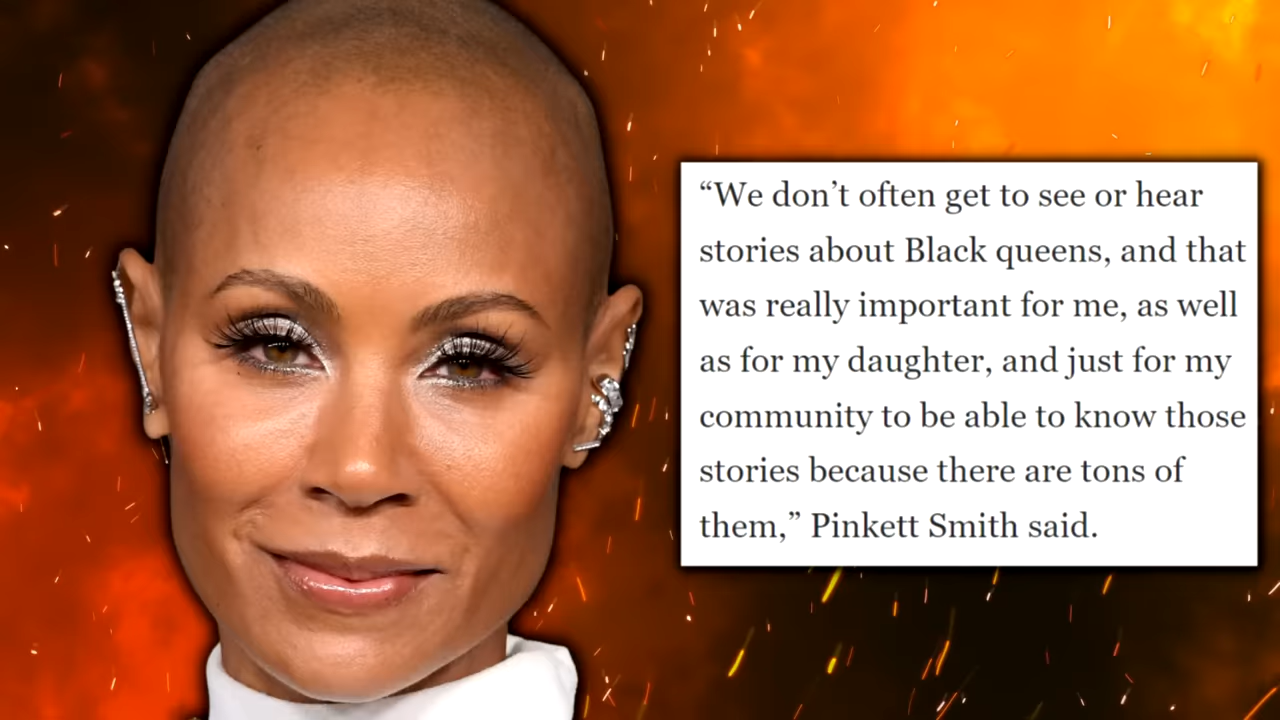 “We don’t often get to see or hear
stories about Black queens, and that
was really important for me, as well
as for my daughter, and just for my
community to be able to know those
stories because there are tons of
them,” Pinkett Smith said.